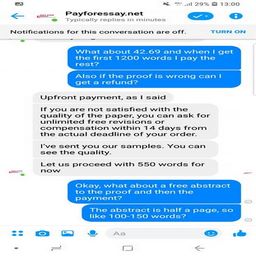 29% 13:00
Payforessay.net
Typically replies in minutes
Notifications for this conversation are off.
TURN ON
What about 42.69 and when I get
the first 1200 words I pay the
rest?
Also if the proof is wrong can I
get a refund?
Upfront payment, as I said
If you are not satisfied with the
quality of the paper, you can ask for
unlimited free revisions or
compensation within 14 days from
the actual deadline of your order.
I've sent you our samples. You can
see the quality.
Let us proceed with 550 words for
now
Okay, what about a free abstract
to the proof and then the
payment?
The abstract is half a page, so
like 100-150 words?
Aa